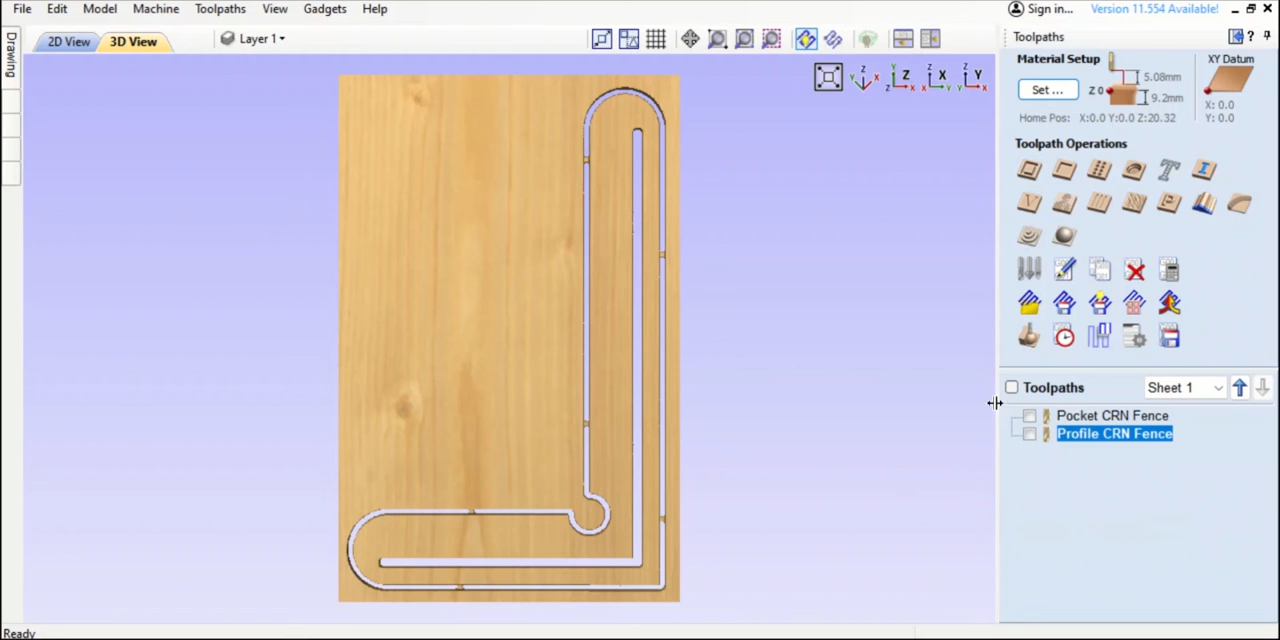 File Edit Model Machine Toolpaths View Gadgets Help
Sign in... Version 11.554 Available!
Drawing
2D View 3D View Layer 1
Toolpaths
Z Y X
Y Z X
Z X
Z Y X
Material Setup
XY Datum
Set ...
Z 0
5.08mm
9.2mm
X: 0.0
Y: 0.0
Home Pos: X:0.0 Y:0.0 Z:20.32
Toolpath Operations
Toolpaths Sheet 1
Pocket CRN Fence
Profile CRN Fence
Ready